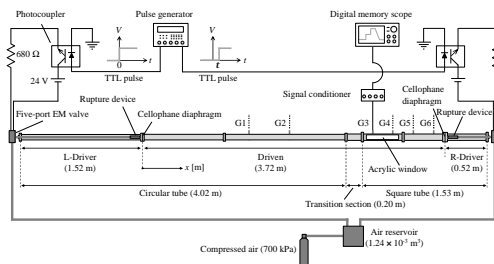 Photocoupler
Pulse generator
Digital memory scope
V
V
680 Ω
0
t
t
t
24 V
TTL pulse
TTL pulse
Signal conditioner
Cellophane
diaphragm
Five-port EM valve
Rupture device
Cellophane diaphragm
G1
G2
G3
G4
G5
G6
Rupture device
L-Driver
(1.52 m)
x [m]
Driven
(3.72 m)
Acrylic window
R-Driver
(0.52 m)
Circular tube (4.02 m)
Square tube (1.53 m)
Transition section (0.20 m)
Air reservoir
(1.24 × 10⁻³ m³)
Compressed air (700 kPa)